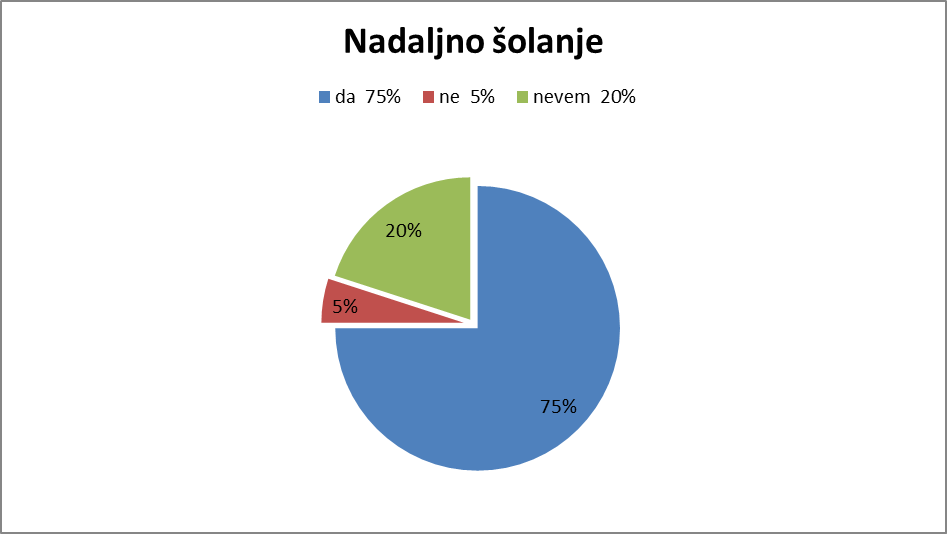 Nadaljno šolanje
da 75% ne 5% nevem 20%
20%
5%
75%